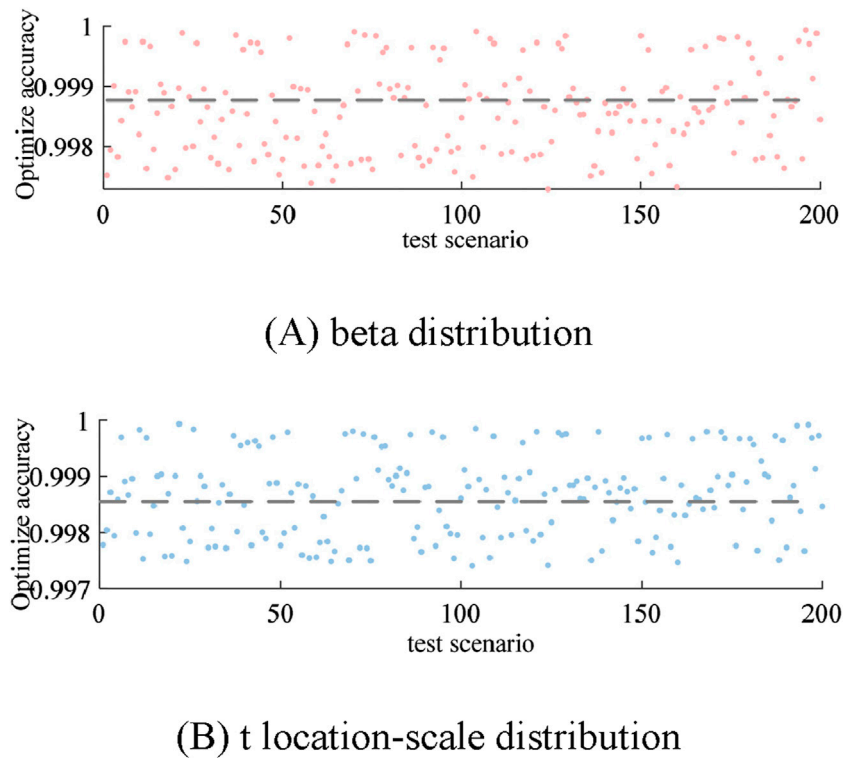 1
0.999
0.998
Optimize accuracy
0 50 100 150 200
test scenario
(A) beta distribution
1
0.999
0.998
0.997
Optimize accuracy
0 50 100 150 200
test scenario
(B) t location-scale distribution